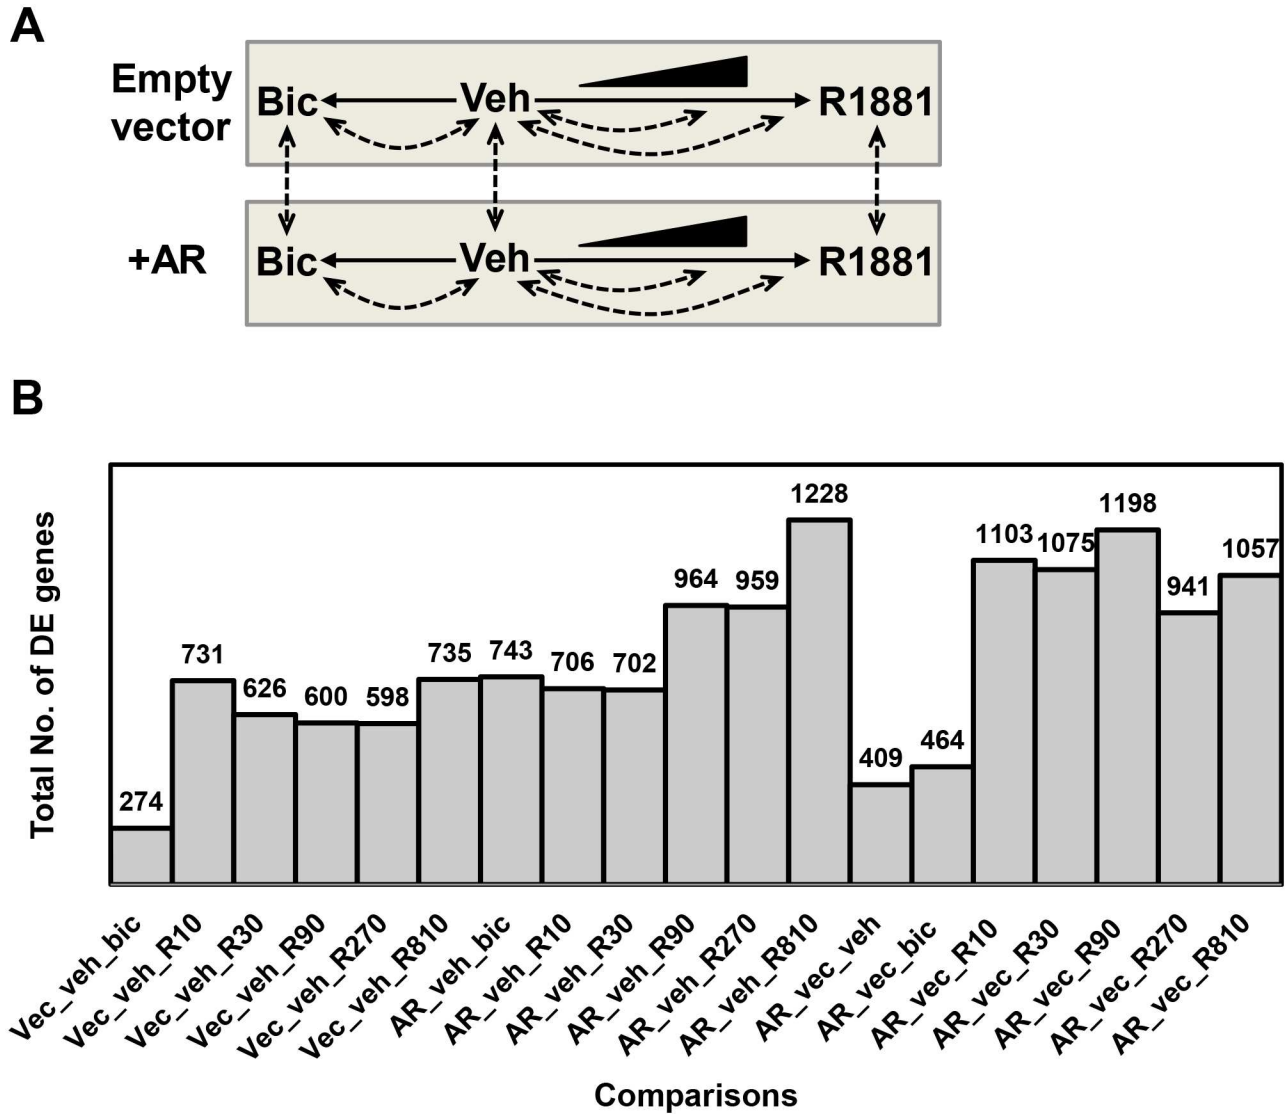 A
Empty
vector
Bic
Veh
R1881
+AR
Bic
Veh
R1881
B
Total No. of DE genes
274
731
626
600
598
735
743
706
702
964
959
1228
409
464
1103
1075
1198
941
1057
Vec_veh_bic
Vec_veh_R10
Vec_veh_R30
Vec_veh_R90
Vec_veh_R270
Vec_veh_R810
AR_veh_bic
AR_veh_R10
AR_veh_R30
AR_veh_R90
AR_veh_R270
AR_veh_R810
AR_vec_veh
AR_vec_bic
AR_vec_R10
AR_vec_R30
AR_vec_R90
AR_vec_R270
AR_vec_R810
Comparisons